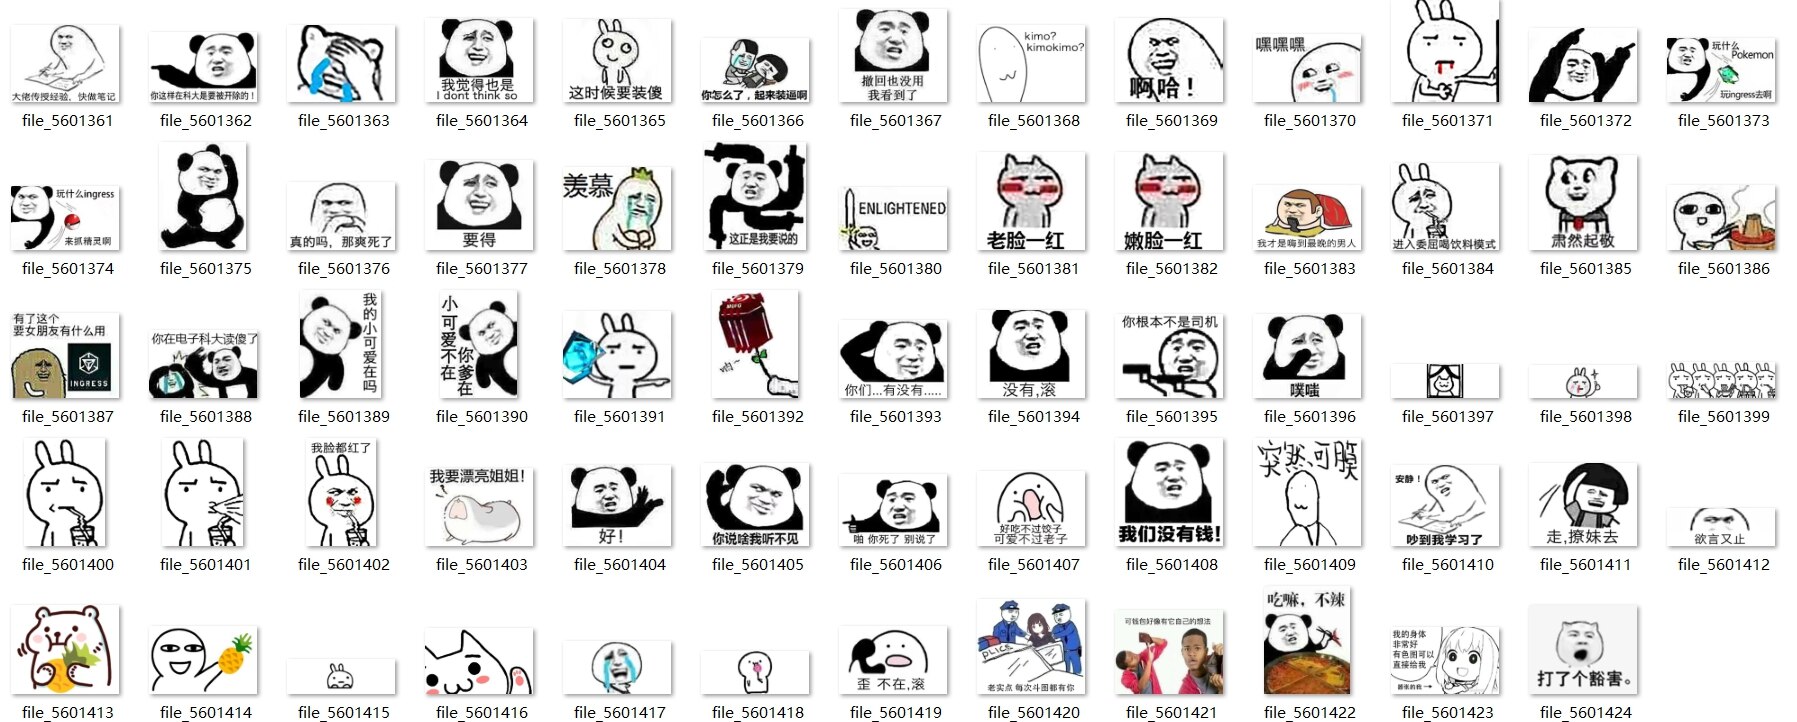 大佬传授经验，快做笔记
你这样在科大是要被开除的！
我觉得也是
I dont think so
这时候要装傻
你怎么了，起来装逼啊
撤回也没用
我看到了
kimo?
kimokimo?
啊哈！
嘿嘿嘿
玩什么
Pokemon
玩ingress去啊
file_5601361
file_5601362
file_5601363
file_5601364
file_5601365
file_5601366
file_5601367
file_5601368
file_5601369
file_5601370
file_5601371
file_5601372
file_5601373
玩什么ingress
来抓精灵啊
真的吗，那爽死了
要得
羡慕
这正是我要说的
ENLIGHTENED
老脸一红
嫩脸一红
我才是嗨到最晚的男人
进入委屈喝饮料模式
肃然起敬
file_5601374
file_5601375
file_5601376
file_5601377
file_5601378
file_5601379
file_5601380
file_5601381
file_5601382
file_5601383
file_5601384
file_5601385
file_5601386
有了这个
要女朋友有什么用
INGRESS
你在电子科大读傻了
我的小可爱在吗
小可爱不在
你爹在
你们...有没有.....
没有,滚
你根本不是司机
噗嗤
file_5601387
file_5601388
file_5601389
file_5601390
file_5601391
file_5601392
file_5601393
file_5601394
file_5601395
file_5601396
file_5601397
file_5601398
file_5601399
我脸都红了
我要漂亮姐姐！
好！
你说啥我听不见
啪 你死了 别说了
好吃不过饺子
可爱不过老子
我们没有钱！
突然可膜
安静！
吵到我学习了
走,撩妹去
欲言又止
file_5601400
file_5601401
file_5601402
file_5601403
file_5601404
file_5601405
file_5601406
file_5601407
file_5601408
file_5601409
file_5601410
file_5601411
file_5601412
歪 不在,滚
老实点 每次斗图都有你
可钱包好像有它自己的想法
吃嘛，不辣
我的身体
非常好
有色图可以
直接给我
打了个豁害。
file_5601413
file_5601414
file_5601415
file_5601416
file_5601417
file_5601418
file_5601419
file_5601420
file_5601421
file_5601422
file_5601423
file_5601424